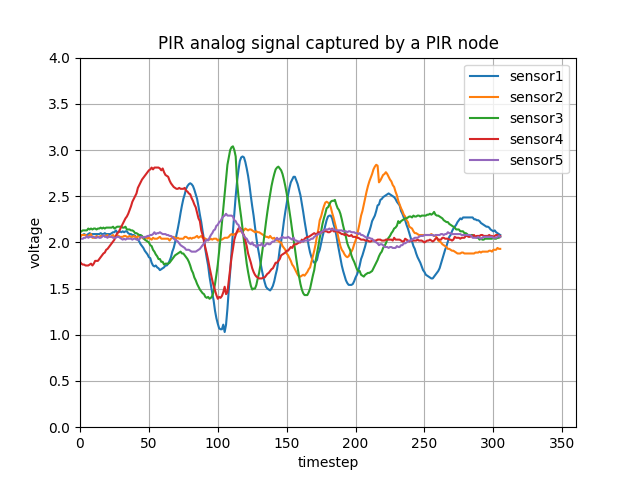 PIR analog signal captured by a PIR node
4.0
3.5
3.0
2.5
2.0
1.5
1.0
0.5
0.0
voltage
sensor1
sensor2
sensor3
sensor4
sensor5
0 50 100 150 200 250 300 350
timestep